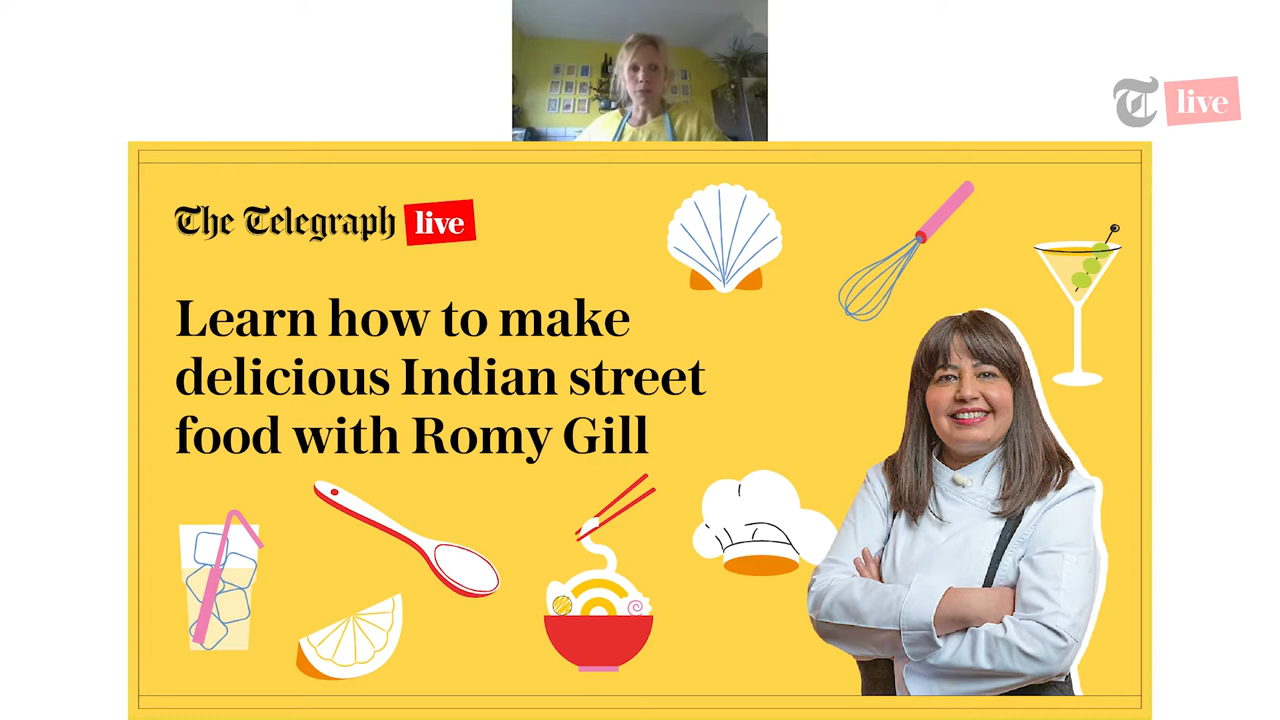 T live
The Telegraph live
Learn how to make
delicious Indian street
food with Romy Gill